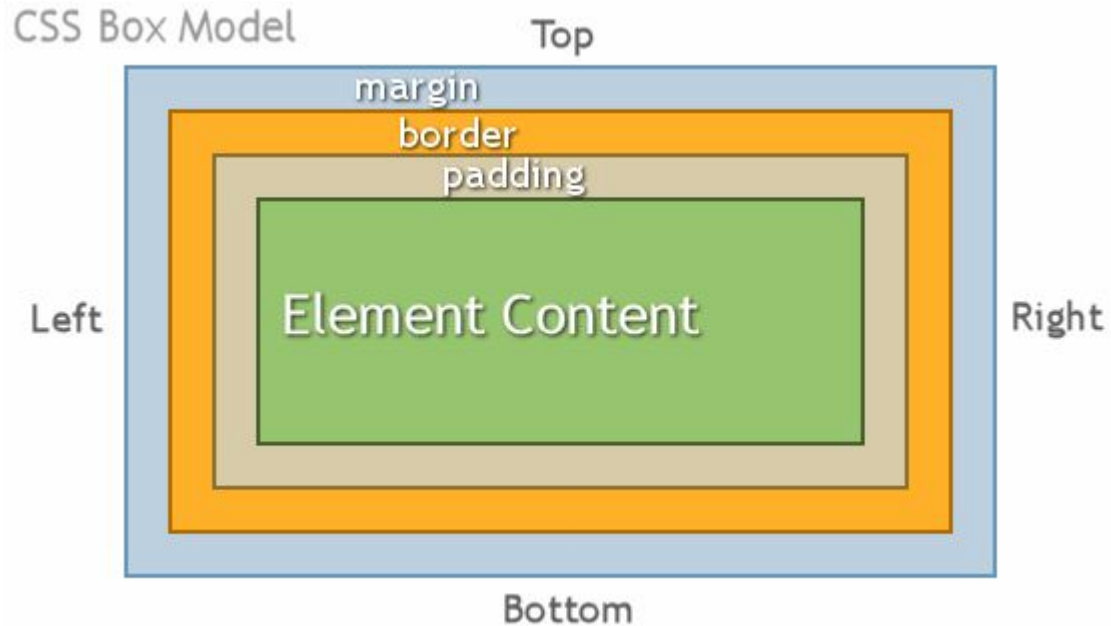 CSS Box Model
Top
margin
border
padding
Left
Element Content
Right
Bottom